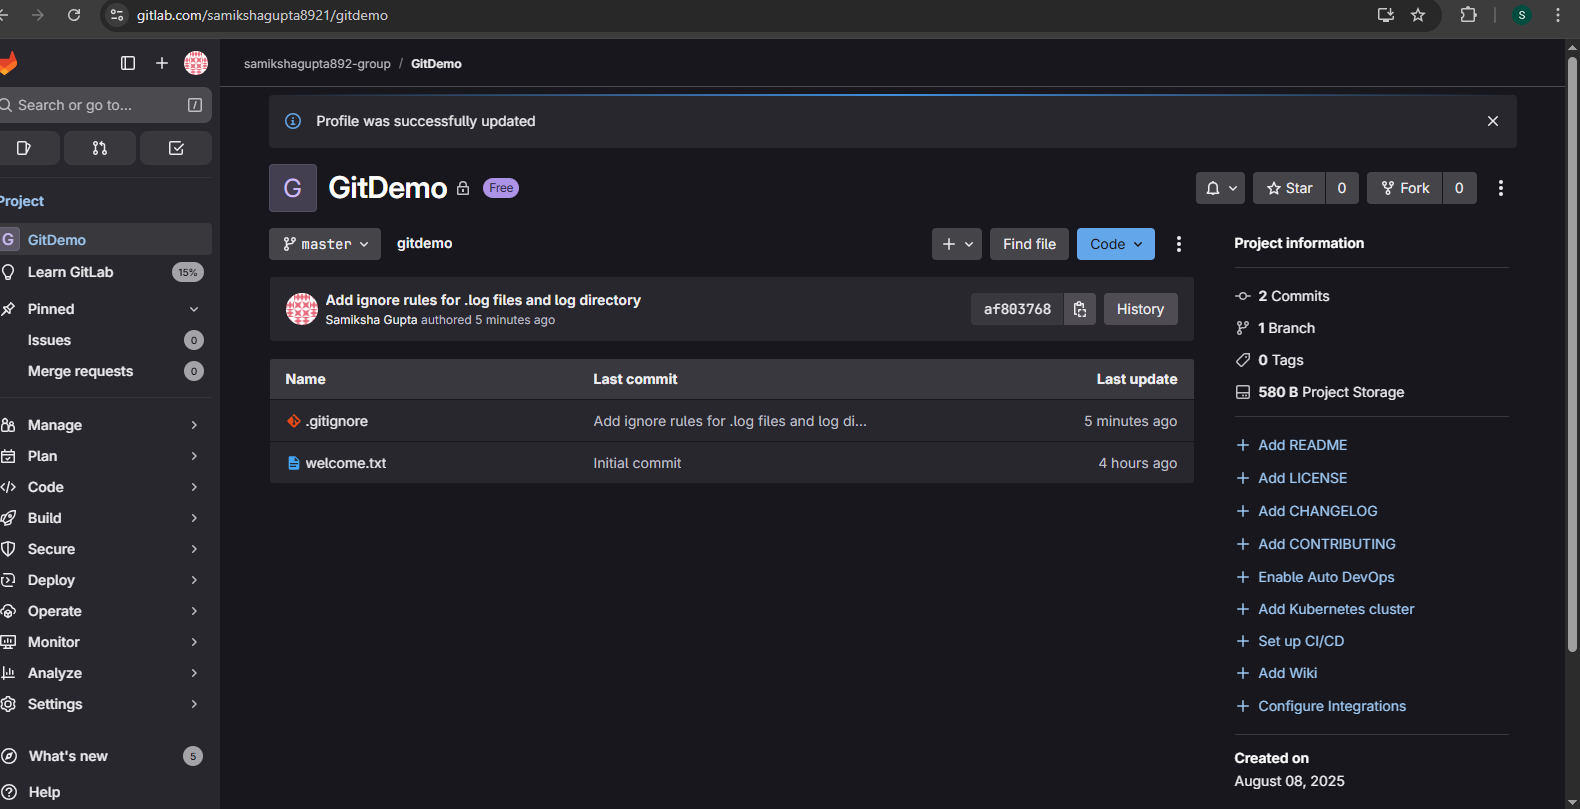 gitlab.com/samikshagupta8921/gitdemo
S
samikshagupta892-group / GitDemo
Search or go to...
/
Profile was successfully updated
Project
G GitDemo
Learn GitLab 15%
Pinned
Issues 0
Merge requests 0
Manage
Plan
Code
Build
Secure
Deploy
Operate
Monitor
Analyze
Settings
What's new 5
Help
G GitDemo Free
Star 0 Fork 0
master gitdemo
+ Find file Code
Add ignore rules for .log files and log directory
Samiksha Gupta authored 5 minutes ago
af803768 History
Name Last commit Last update
.gitignore Add ignore rules for .log files and log di... 5 minutes ago
welcome.txt Initial commit 4 hours ago
Project information
2 Commits
1 Branch
0 Tags
580 B Project Storage
+ Add README
+ Add LICENSE
+ Add CHANGELOG
+ Add CONTRIBUTING
+ Enable Auto DevOps
+ Add Kubernetes cluster
+ Set up CI/CD
+ Add Wiki
+ Configure Integrations
Created on
August 08, 2025